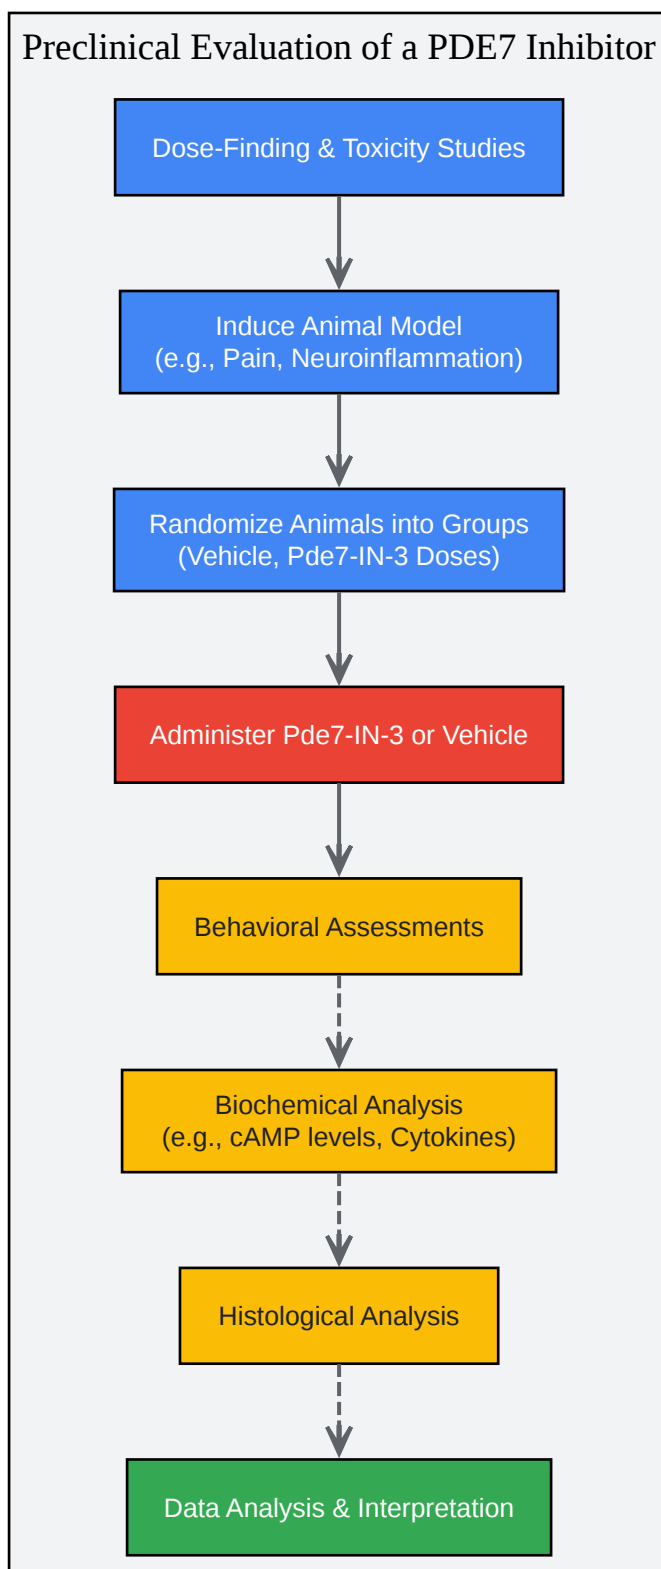 Preclinical Evaluation of a PDE7 Inhibitor
Dose-Finding & Toxicity Studies
Induce Animal Model
(e.g., Pain, Neuroinflammation)
Randomize Animals into Groups
(Vehicle, Pde7-IN-3 Doses)
Administer Pde7-IN-3 or Vehicle
Behavioral Assessments
Biochemical Analysis
(e.g., cAMP levels, Cytokines)
Histological Analysis
Data Analysis & Interpretation